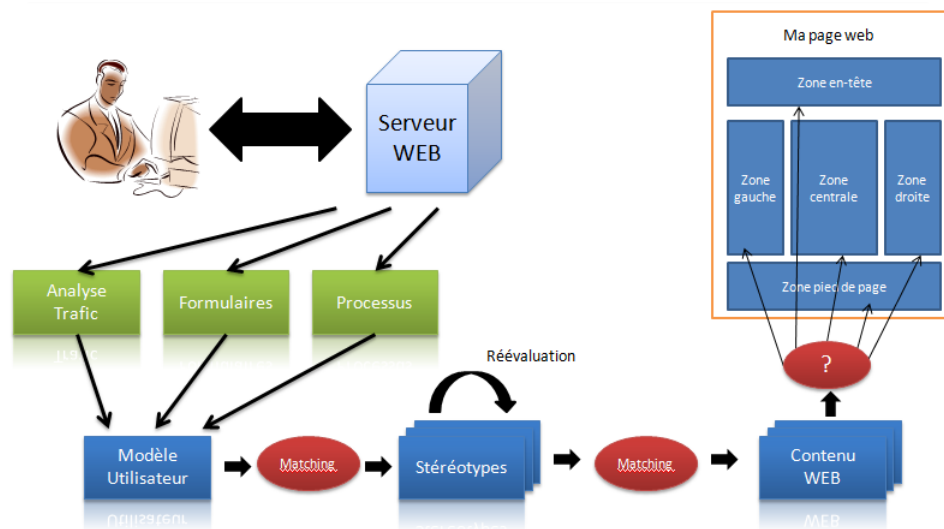 Ma page web
Zone en-tête
Serveur
WEB
Zone
gauche
Zone
centrale
Zone
droite
Zone pied de page
Analyse
Trafic
Formulaires
Processus
Réévaluation
?
Modèle
Utilisateur
Matching
Stéréotypes
Matching
Contenu
WEB